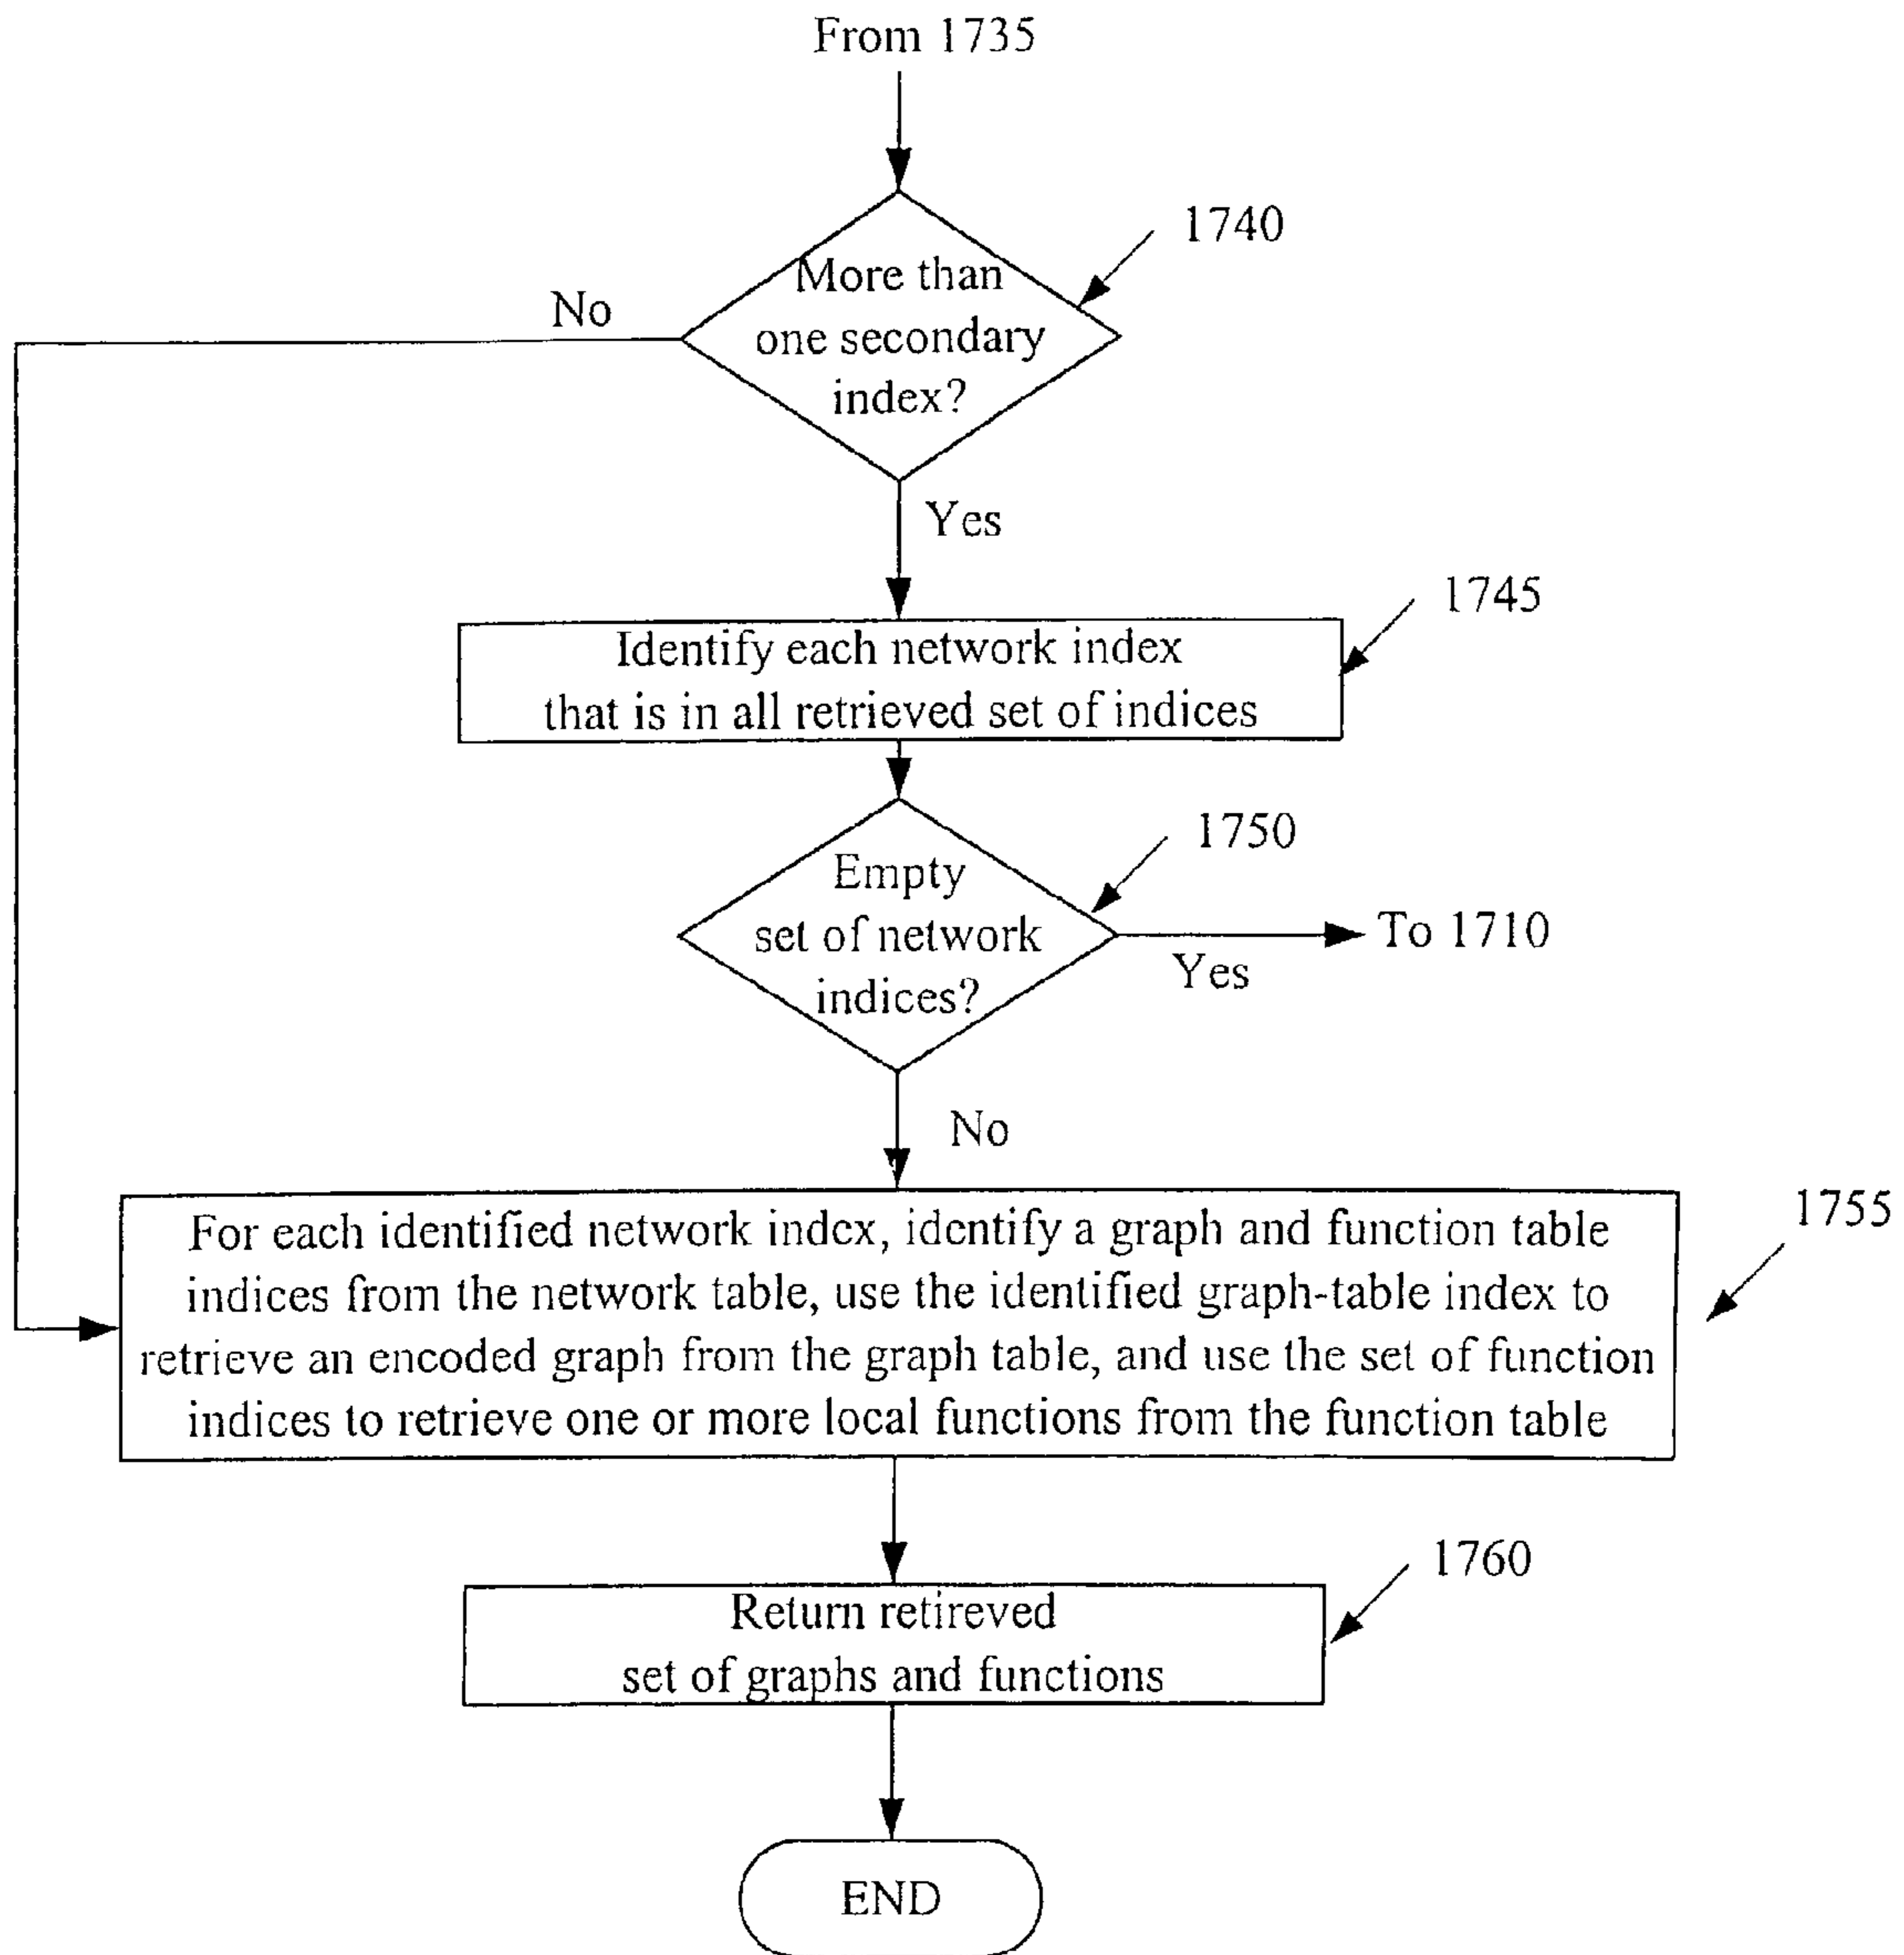 From 1735
1740
More than
one secondary
index?
No
Yes
1745
Identify each network index
that is in all retrieved set of indices
1750
Empty
set of network
indices?
To 1710
Yes
No
1755
For each identified network index, identify a graph and function table
indices from the network table, use the identified graph-table index to
retrieve an encoded graph from the graph table, and use the set of function
indices to retrieve one or more local functions from the function table
1760
Return retireved
set of graphs and functions
END